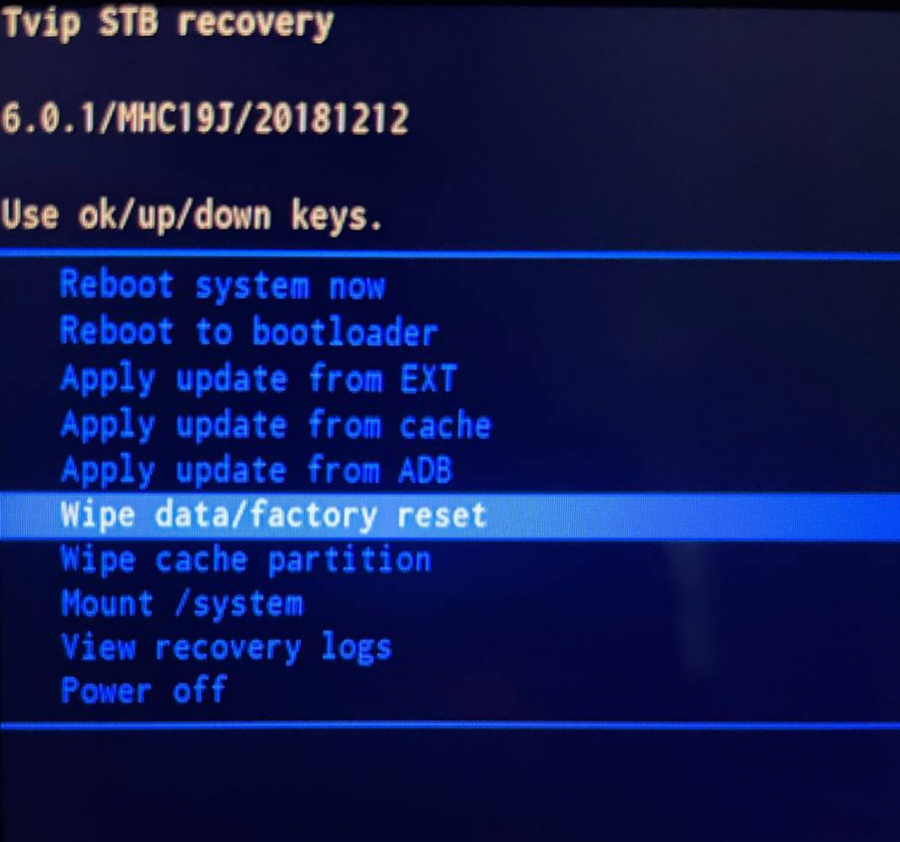 Tvip STB recovery
6.0.1/MHC19J/20181212
Use ok/up/down keys.
Reboot system now
Reboot to bootloader
Apply update from EXT
Apply update from cache
Apply update from ADB
Wipe data/factory reset
Wipe cache partition
Mount /system
View recovery logs
Power off